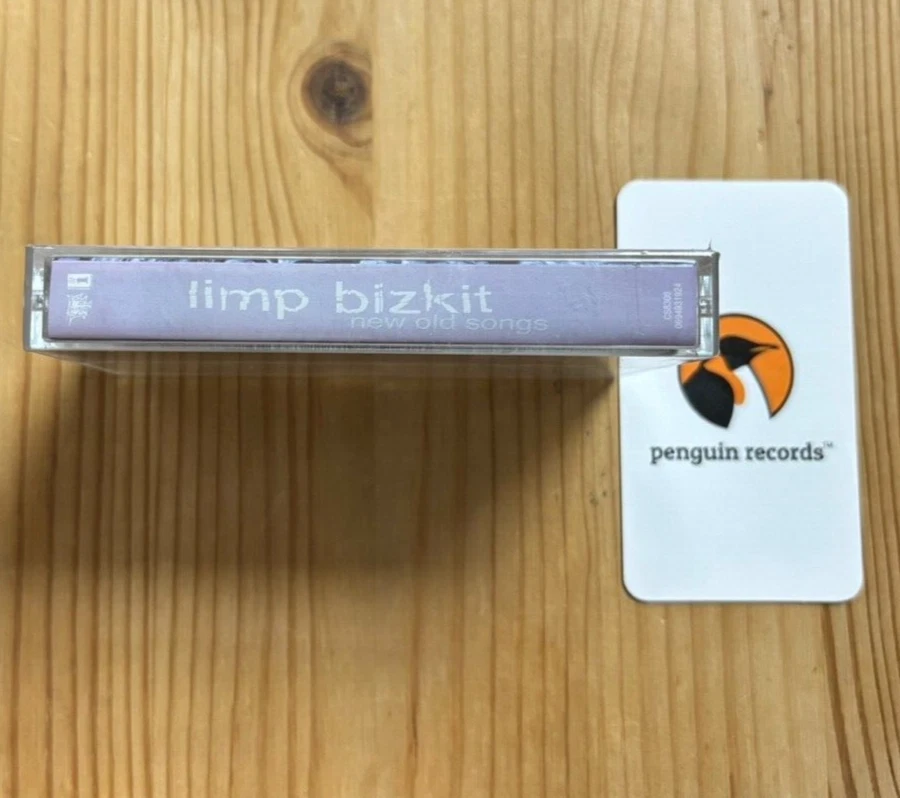 limp bizkit
new old songs
penguin records™